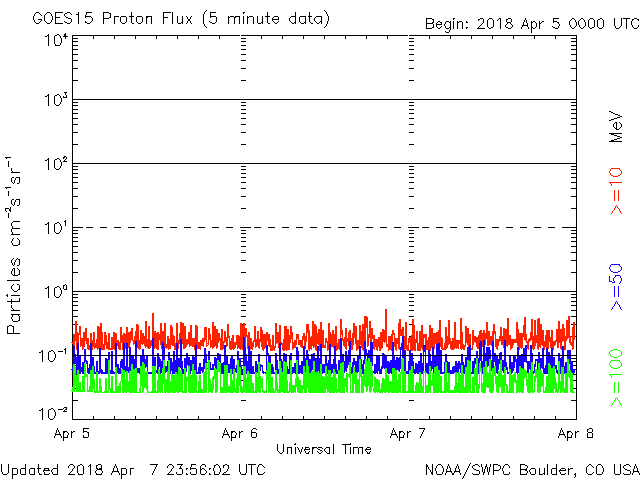 GOES15 Proton Flux (5 minute data)
Begin: 2018 Apr 5 0000 UTC
Particles cm⁻²s⁻¹sr⁻¹
10⁴
10³
10²
10¹
10⁰
10⁻¹
10⁻²
Apr 5
Apr 6
Apr 7
Apr 8
Universal Time
MeV
>=10
>=50
>=100
Updated 2018 Apr 7 23:56:02 UTC
NOAA/SWPC Boulder, CO USA